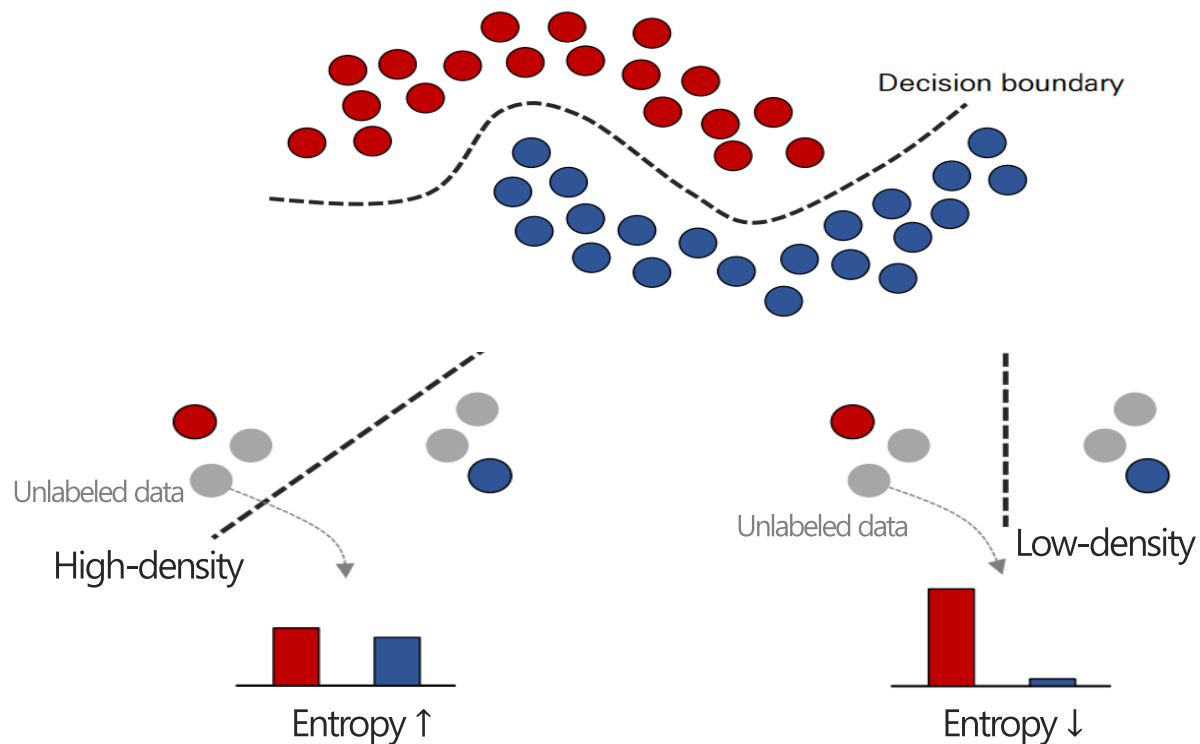 Decision boundary
Unlabeled data
High-density
Entropy ↑
Unlabeled data
Low-density
Entropy ↓